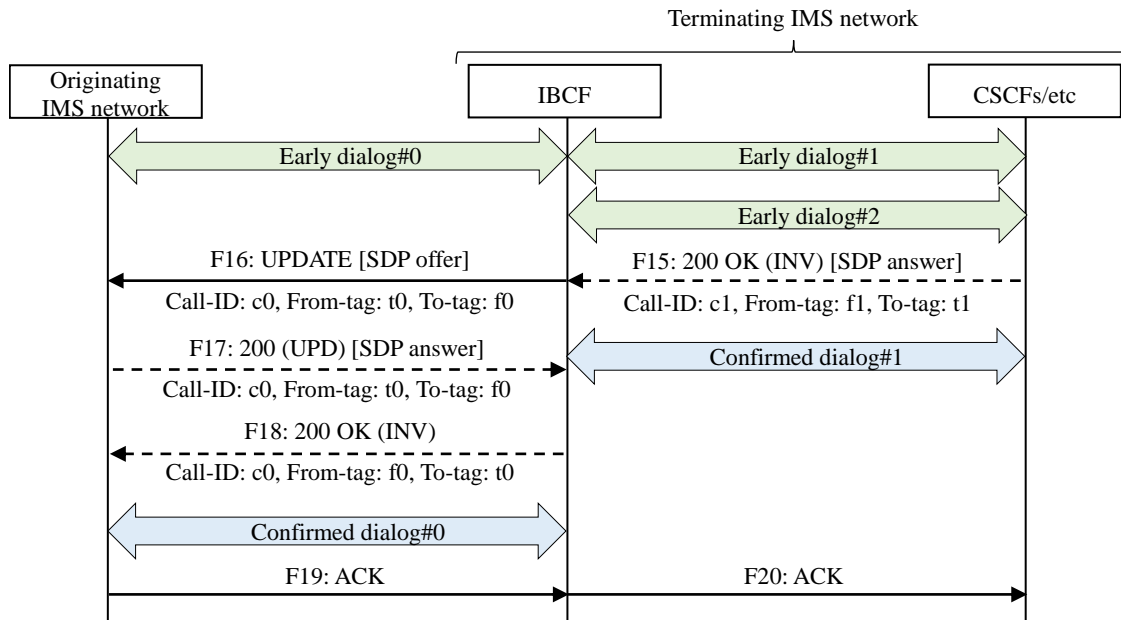 Terminating IMS network
Originating
IMS network
IBCF
CSCFs/etc
Early dialog#0
Early dialog#1
Early dialog#2
F16: UPDATE [SDP offer]
F15: 200 OK (INV) [SDP answer]
Call-ID: c0, From-tag: t0, To-tag: f0
Call-ID: c1, From-tag: f1, To-tag: t1
F17: 200 (UPD) [SDP answer]
Confirmed dialog#1
Call-ID: c0, From-tag: t0, To-tag: f0
F18: 200 OK (INV)
Call-ID: c0, From-tag: f0, To-tag: t0
Confirmed dialog#0
F19: ACK
F20: ACK